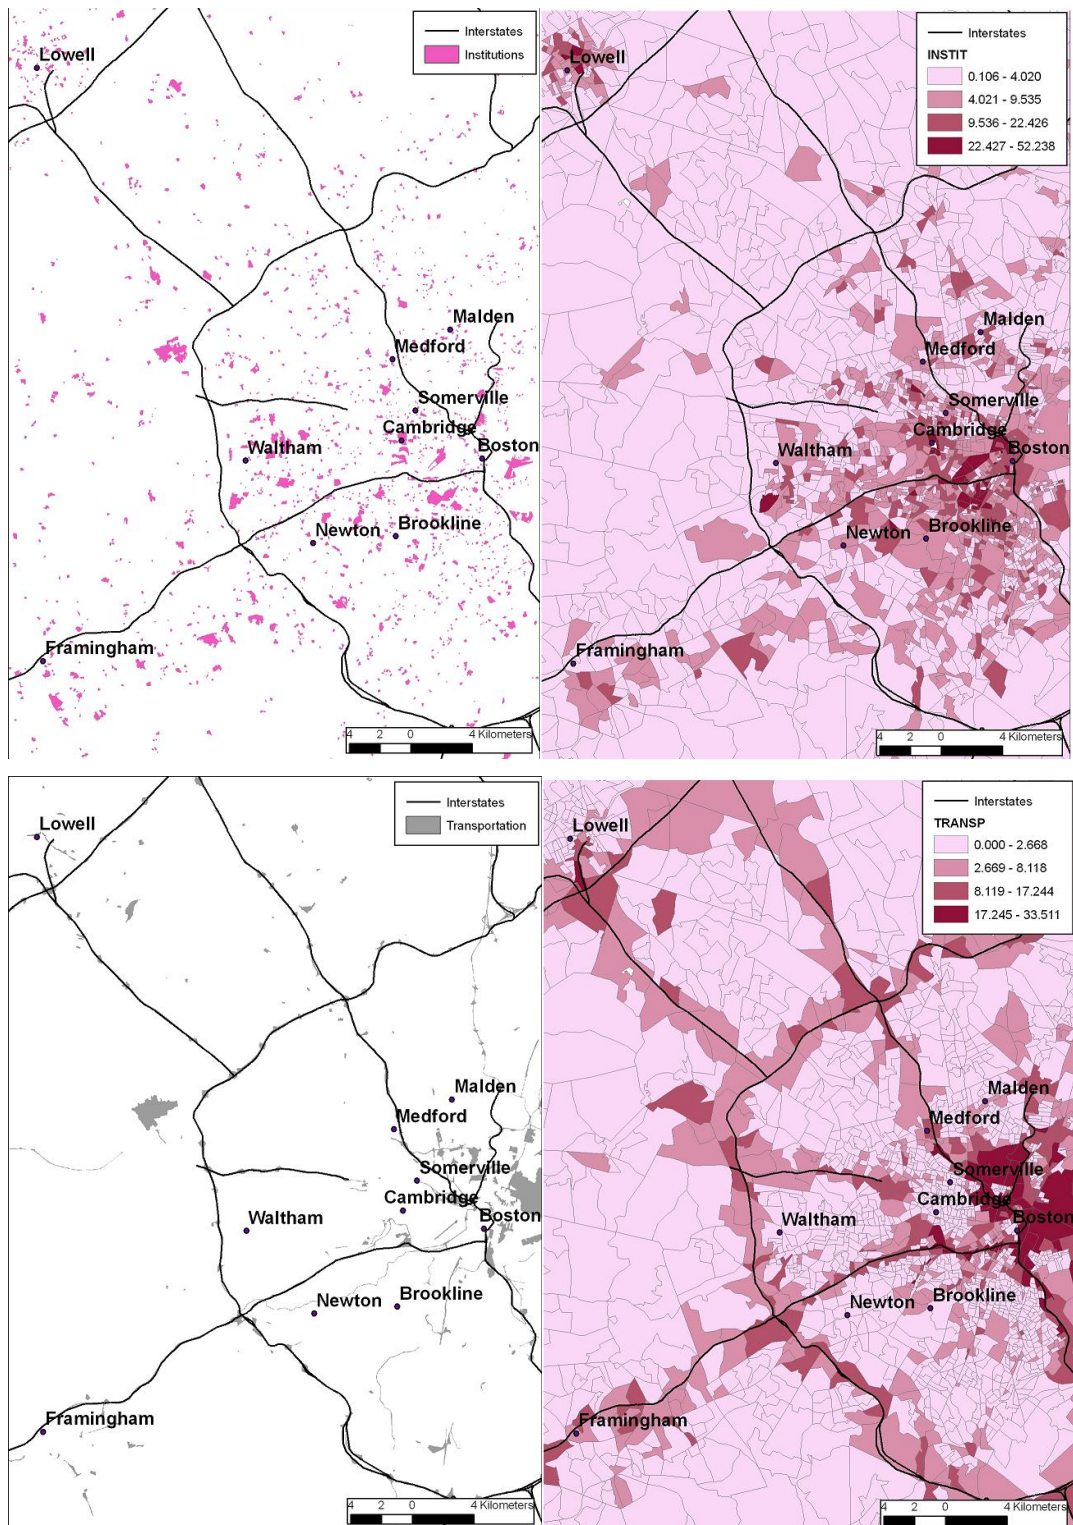 Interstates
Institutions
Lowell
Malden
Medford
Somerville
Cambridge
Waltham
Boston
Newton
Brookline
Framingham
4 2 0 4 Kilometers
Interstates
INSTIT
0.106 - 4.020
4.021 - 9.535
9.536 - 22.426
22.427 - 52.238
Lowell
Malden
Medford
Somerville
Cambridge
Waltham
Boston
Newton
Brookline
Framingham
4 2 0 4 Kilometers
Interstates
Transportation
Lowell
Malden
Medford
Somerville
Cambridge
Waltham
Boston
Newton
Brookline
Framingham
4 2 0 4 Kilometers
Interstates
TRANSP
0.000 - 2.668
2.669 - 8.118
8.119 - 17.244
17.245 - 33.511
Lowell
Malden
Medford
Somerville
Cambridge
Waltham
Boston
Newton
Brookline
Framingham
4 2 0 4 Kilometers